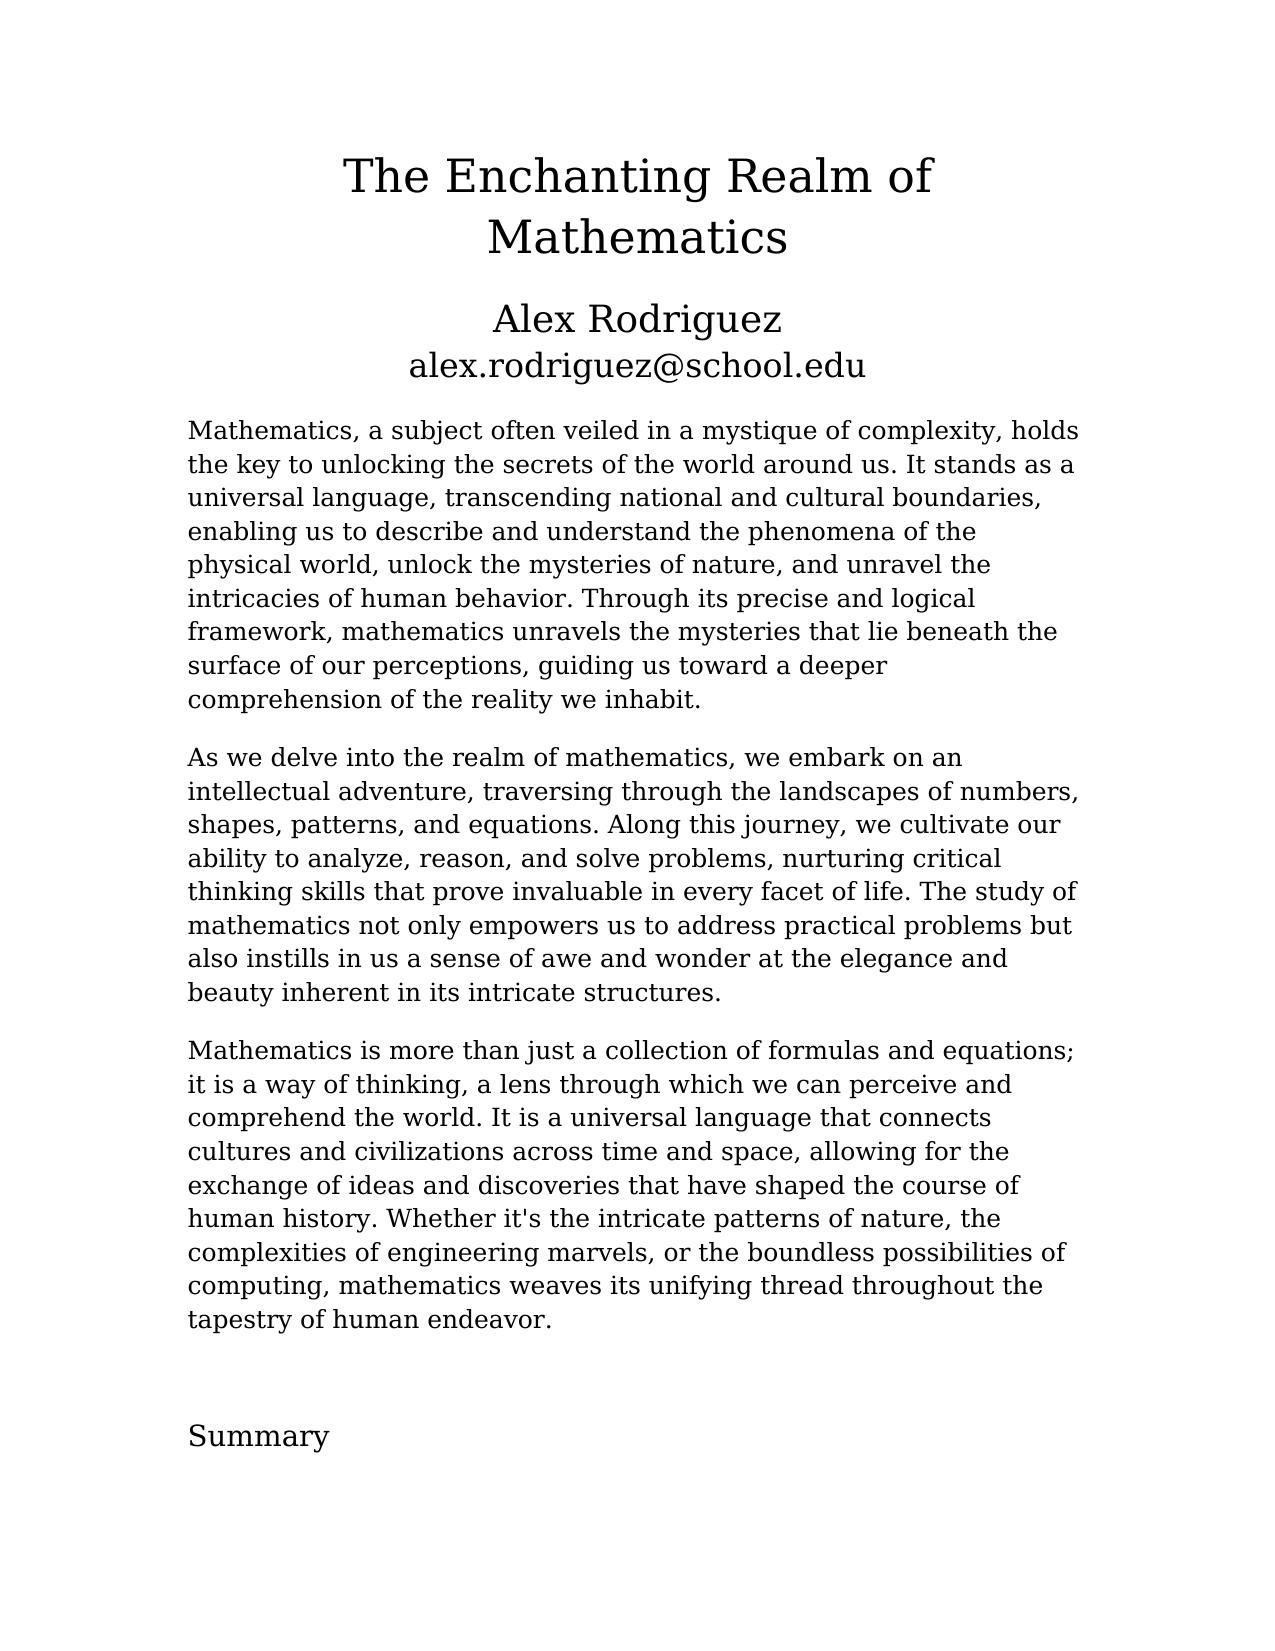 The Enchanting Realm of
Mathematics
Alex Rodriguez
alex.rodriguez@school.edu
Mathematics, a subject often veiled in a mystique of complexity, holds
the key to unlocking the secrets of the world around us. It stands as a
universal language, transcending national and cultural boundaries,
enabling us to describe and understand the phenomena of the
physical world, unlock the mysteries of nature, and unravel the
intricacies of human behavior. Through its precise and logical
framework, mathematics unravels the mysteries that lie beneath the
surface of our perceptions, guiding us toward a deeper
comprehension of the reality we inhabit.
As we delve into the realm of mathematics, we embark on an
intellectual adventure, traversing through the landscapes of numbers,
shapes, patterns, and equations. Along this journey, we cultivate our
ability to analyze, reason, and solve problems, nurturing critical
thinking skills that prove invaluable in every facet of life. The study of
mathematics not only empowers us to address practical problems but
also instills in us a sense of awe and wonder at the elegance and
beauty inherent in its intricate structures.
Mathematics is more than just a collection of formulas and equations;
it is a way of thinking, a lens through which we can perceive and
comprehend the world. It is a universal language that connects
cultures and civilizations across time and space, allowing for the
exchange of ideas and discoveries that have shaped the course of
human history. Whether it's the intricate patterns of nature, the
complexities of engineering marvels, or the boundless possibilities of
computing, mathematics weaves its unifying thread throughout the
tapestry of human endeavor.
Summary